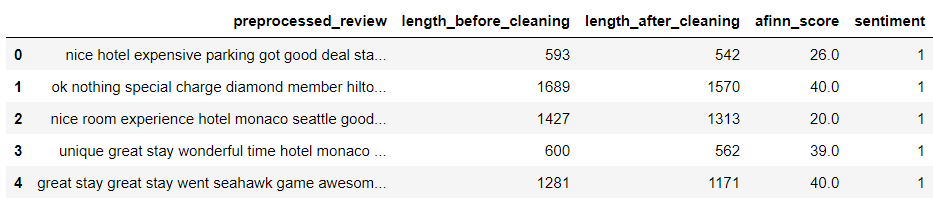 preprocessed_review length_before_cleaning length_after_cleaning afinn_score sentiment
0 nice hotel expensive parking got good deal sta... 593 542 26.0 1
1 ok nothing special charge diamond member hilto... 1689 1570 40.0 1
2 nice room experience hotel monaco seattle good... 1427 1313 20.0 1
3 unique great stay wonderful time hotel monaco ... 600 562 39.0 1
4 great stay great stay went seahawk game awesom... 1281 1171 40.0 1